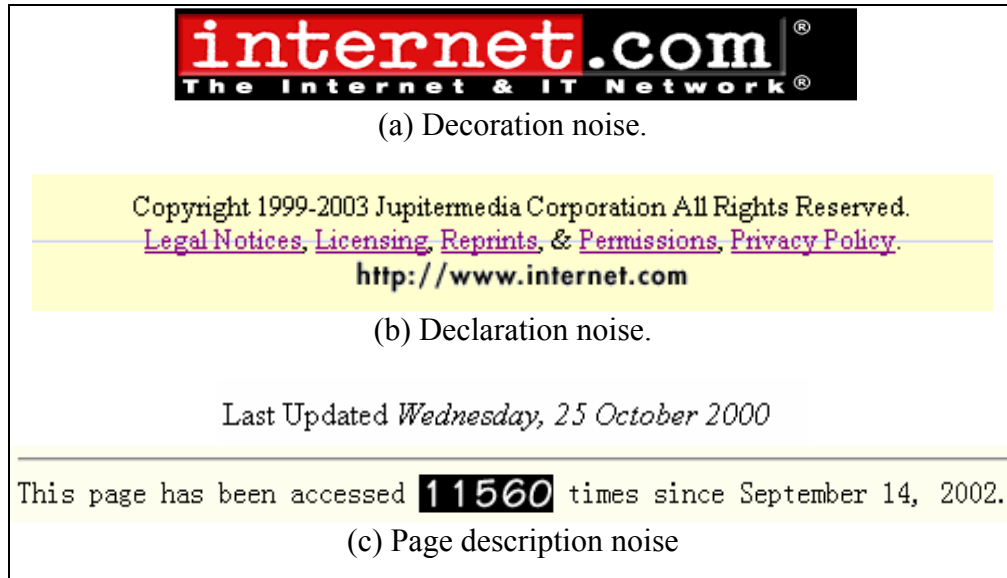 internet.com®
The Internet & IT Network®
(a) Decoration noise.
Copyright 1999-2003 Jupitermedia Corporation All Rights Reserved.
Legal Notices, Licensing, Reprints, & Permissions, Privacy Policy.
http://www.internet.com
(b) Declaration noise.
Last Updated Wednesday, 25 October 2000
This page has been accessed 11560 times since September 14, 2002.
(c) Page description noise